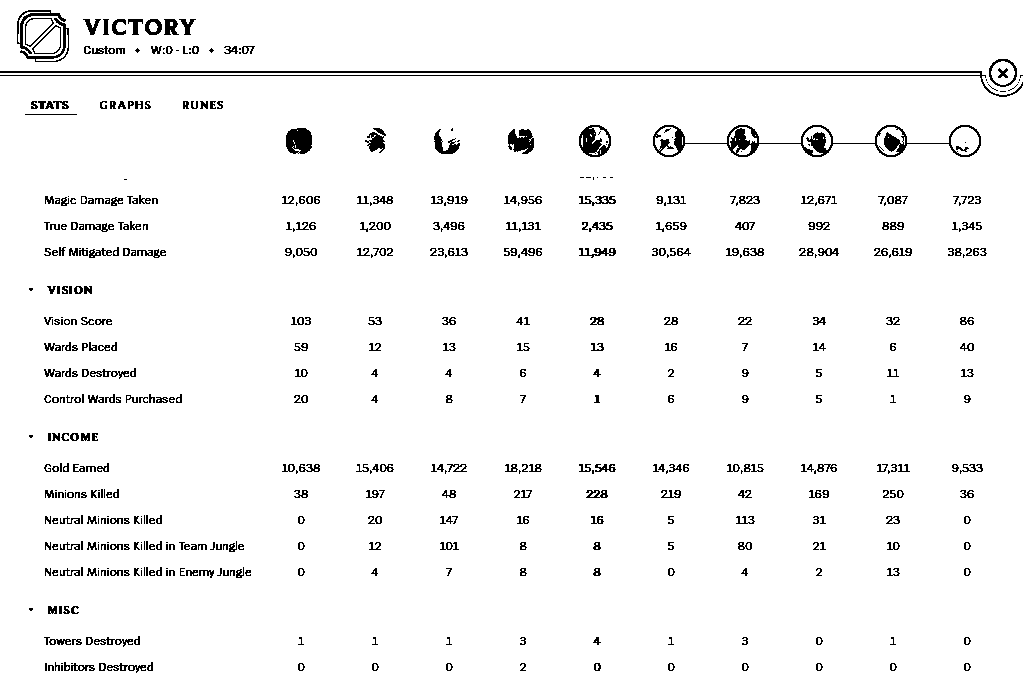 VICTORY
Custom • W:0 - L:0 • 34:07
STATS GRAPHS RUNES
Magic Damage Taken 12,606 11,348 13,919 14,956 15,335 9,131 7,823 12,671 7,087 7,723
True Damage Taken 1,126 1,200 3,496 11,131 2,435 1,659 407 992 889 1,345
Self Mitigated Damage 9,050 12,702 23,613 59,496 11,949 30,564 19,638 28,904 26,619 38,263
VISION
Vision Score 103 53 36 41 28 28 22 34 32 86
Wards Placed 59 12 13 15 13 16 7 14 6 40
Wards Destroyed 10 4 4 6 4 2 9 5 11 13
Control Wards Purchased 20 4 8 7 1 6 9 5 1 9
INCOME
Gold Earned 10,638 15,406 14,722 18,218 15,546 14,346 10,815 14,876 17,311 9,533
Minions Killed 38 197 48 217 228 219 42 169 250 36
Neutral Minions Killed 0 20 147 16 16 5 113 31 23 0
Neutral Minions Killed in Team Jungle 0 12 101 8 8 5 80 21 10 0
Neutral Minions Killed in Enemy Jungle 0 4 7 8 8 0 4 2 13 0
MISC
Towers Destroyed 1 1 1 3 4 1 3 0 1 0
Inhibitors Destroyed 0 0 0 2 0 0 0 0 0 0